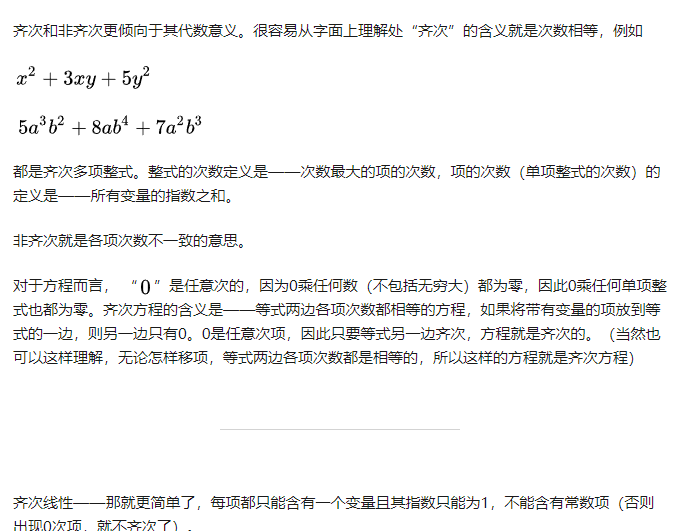 齐次和非齐次更倾向于其代数意义。很容易从字面上理解处“齐次”的含义就是次数相等，例如
x² + 3xy + 5y²
5a³b² + 8ab⁴ + 7a²b³
都是齐次多项整式。整式的次数定义是——次数最大的项的次数，项的次数（单项整式的次数）的
定义是——所有变量的指数之和。
非齐次就是各项次数不一致的意思。
对于方程而言， “0”是任意次的，因为0乘任何数（不包括无穷大）都为零，因此0乘任何单项整
式也都为零。齐次方程的含义是——等式两边各项次数都相等的方程，如果将带有变量的项放到等
式的一边，则另一边只有0。0是任意次项，因此只要等式另一边齐次，方程就是齐次的。（当然也
可以这样理解，无论怎样移项，等式两边各项次数都是相等的，所以这样的方程就是齐次方程）
齐次线性——那就更简单了，每项都只能含有一个变量且其指数只能为1，不能含有常数项（否则
出现0次项，就不齐次了）。